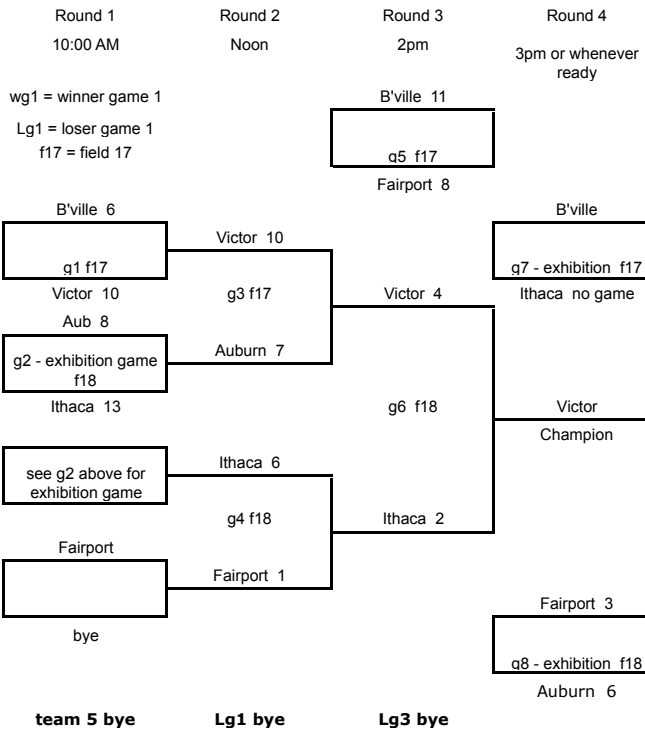 Round 1
Round 2
Round 3
Round 4
10:00 AM
Noon
2pm
3pm or whenever
ready
wg1 = winner game 1
Lg1 = loser game 1
f17 = field 17
B'ville 11
g5 f17
Fairport 8
B'ville 6
g1 f17
Victor 10
Aub 8
g2 - exhibition game
f18
Ithaca 13
see g2 above for
exhibition game
Fairport
bye
Victor 10
g3 f17
Auburn 7
Ithaca 6
g4 f18
Fairport 1
Victor 4
g6 f18
Ithaca 2
B'ville
g7 - exhibition f17
Ithaca no game
Victor
Champion
Fairport 3
g8 - exhibition f18
Auburn 6
team 5 bye
Lg1 bye
Lg3 bye